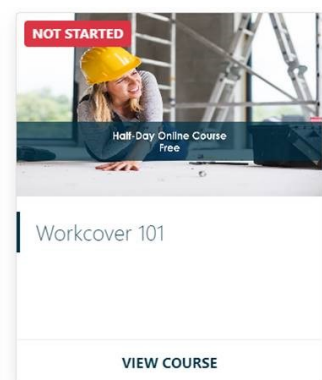 NOT STARTED
Half-Day Online Course
Free
Workcover 101
VIEW COURSE